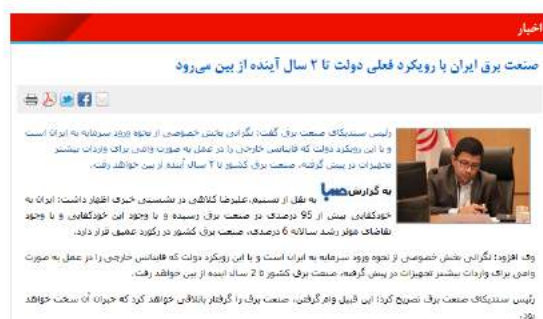 اخبار
صنعت برق ایران با رویکرد فعلی دولت تا ۲ سال آینده از بین می‌رود
رئیس سندیکای صنعت برق گفت: نگرانی بخش خصوصی از نحوه ورود سرمایه به ایران است
و با این رویکرد دولت که فاینانس خارجی را در عمل به صورت وامی برای واردات بیشتر
تجهیزات در پیش گرفته، صنعت برق کشور تا ۲ سال آینده از بین خواهد رفت.
به گزارش صبا به نقل از تسنیم، علیرضا کلاهی در نشستی خبری اظهار داشت: ایران به
خودکفایی بیش از 95 درصدی در صنعت برق رسیده و با وجود این خودکفایی و با وجود
تقاضای موثر رشد سالانه 6 درصدی، صنعت برق کشور در رکورد عمیق قرار دارد.
وی افزود: نگرانی بخش خصوصی از نحوه ورود سرمایه به ایران است و با این رویکرد دولت که فاینانس خارجی را در عمل به صورت
وامی برای واردات بیشتر تجهیزات در پیش گرفته، صنعت برق کشور تا 2 سال آینده از بین خواهد رفت.
رئیس سندیکای صنعت برق تصریح کرد: این قبیل وام گرفتن، صنعت برق را گرفتار باتلاقی خواهد کرد که جبران آن سخت خواهد
بود.